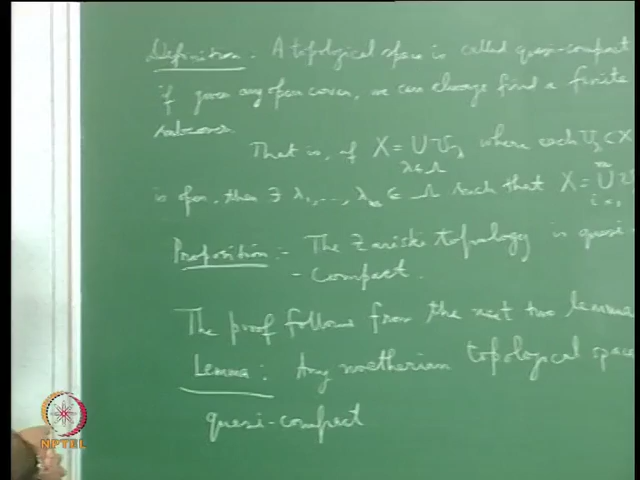 Definition. A topological space is called quasi-compact
if given any open cover, we can always find a finite
subcover.
That is, if X = ∪ U_λ where each U_λ ⊂ X
λ∈Λ
is open, then ∃ λ_1, ..., λ_m ∈ Λ such that X = ∪ U
m
i=1
Proposition:- The Zariski topology is quasi-
-compact.
The proof follows from the next two lemma
Lemma: Any noetherian topological space
quasi-compact
NPTEL